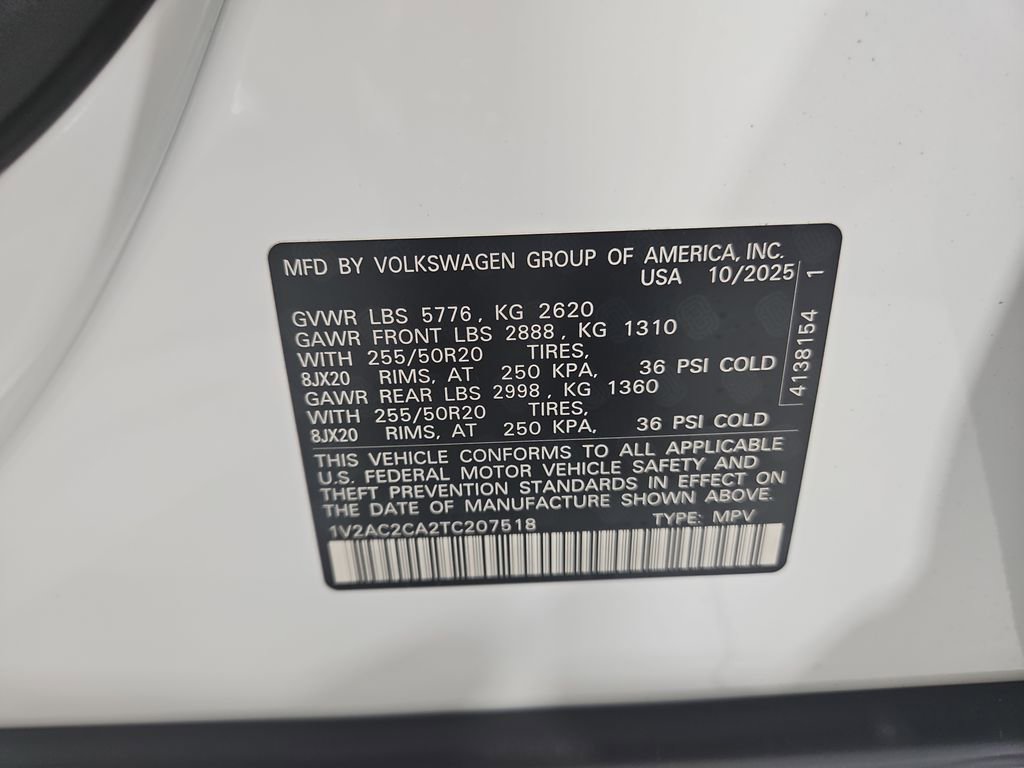 MFD BY VOLKSWAGEN GROUP OF AMERICA, INC.
USA 10/2025
GVWR LBS 5776, KG 2620
GAWR FRONT LBS 2888, KG 1310
WITH 255/50R20 TIRES,
8JX20 RIMS, AT 250 KPA, 36 PSI COLD
GAWR REAR LBS 2998, KG 1360
WITH 255/50R20 TIRES,
8JX20 RIMS, AT 250 KPA, 36 PSI COLD
THIS VEHICLE CONFORMS TO ALL APPLICABLE
U.S. FEDERAL MOTOR VEHICLE SAFETY AND
THEFT PREVENTION STANDARDS IN EFFECT ON
THE DATE OF MANUFACTURE SHOWN ABOVE.
1V2AC2CA2TC207518 TYPE: MPV
4138154 1